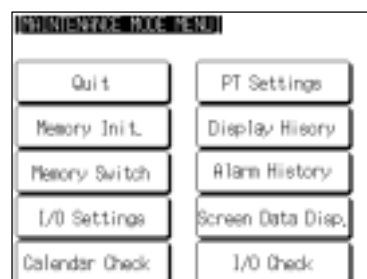 [MAINTENANCE MODE MENU]
Quit PT Settings
Memory Init. Display Hisory
Memory Switch Alarm History
I/O Settings Screen Data Disp.
Calendar Check I/O Check